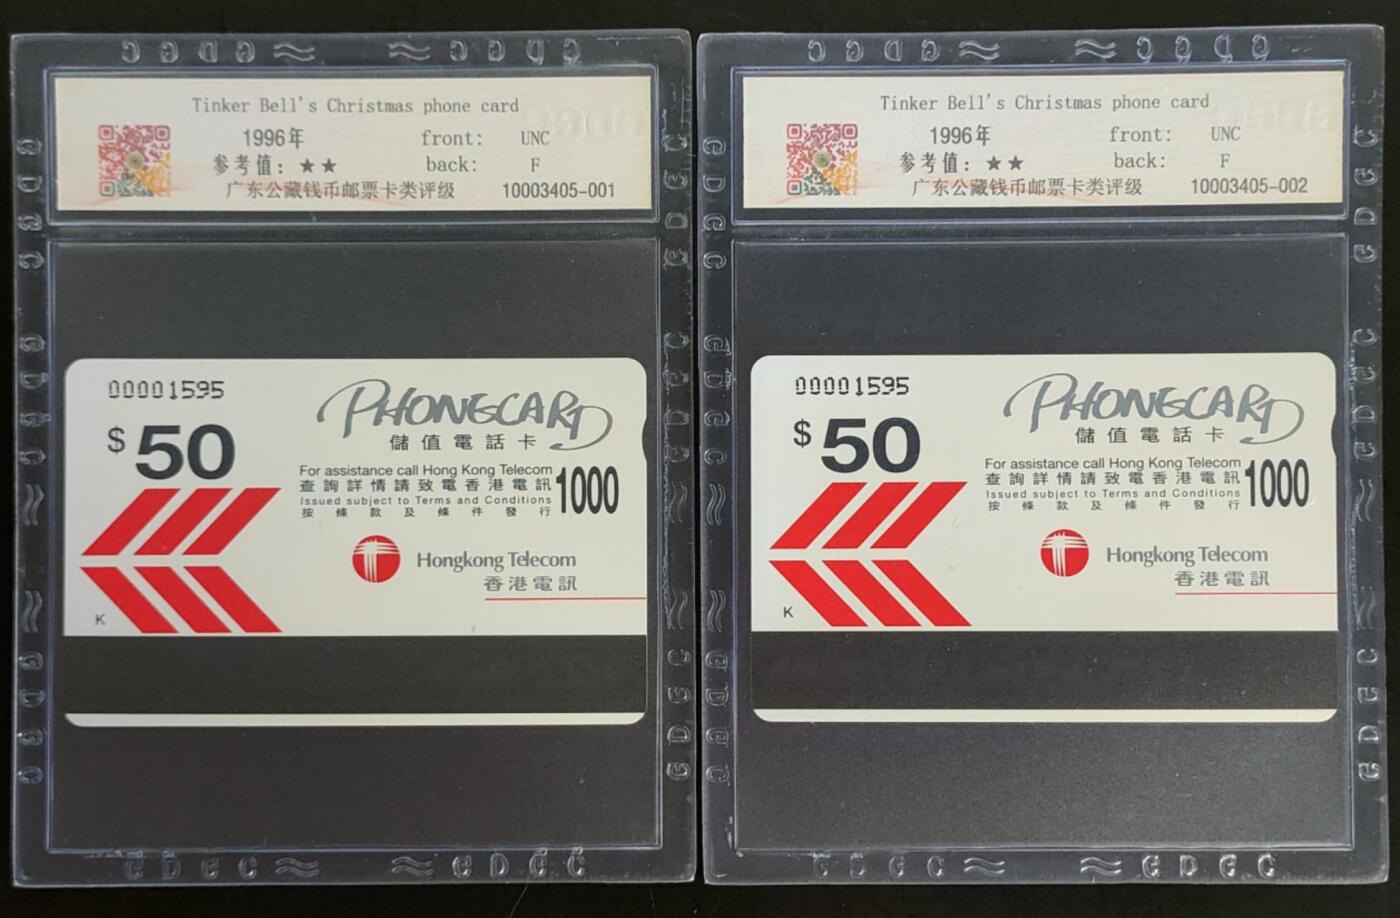 Tinker Bell's Christmas phone card
1996年 front: UNC
参考值：★★ back: F
广东公藏钱币邮票卡类评级 10003405-001
00001595
PHONECARD
$50
儲值電話卡
For assistance call Hong Kong Telecom
查詢詳情請致電香港電訊
1000
Issued subject to Terms and Conditions
按條款及條件發行
Hongkong Telecom
香港電訊
K
Tinker Bell's Christmas phone card
1996年 front: UNC
参考值：★★ back: F
广东公藏钱币邮票卡类评级 10003405-002
00001595
PHONECARD
$50
儲值電話卡
For assistance call Hong Kong Telecom
查詢詳情請致電香港電訊
1000
Issued subject to Terms and Conditions
按條款及條件發行
Hongkong Telecom
香港電訊
K